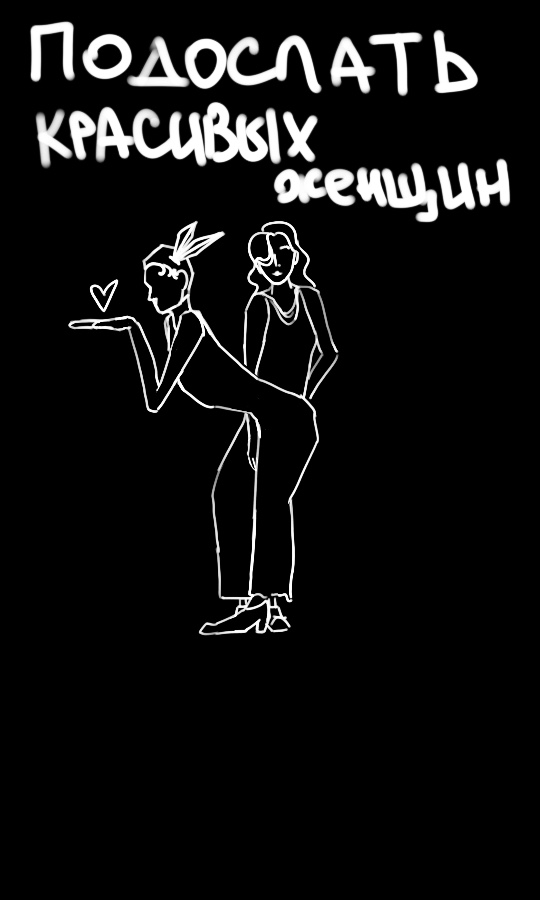 ПОДОСЛАТЬ
КРАСИВЫХ
женщин